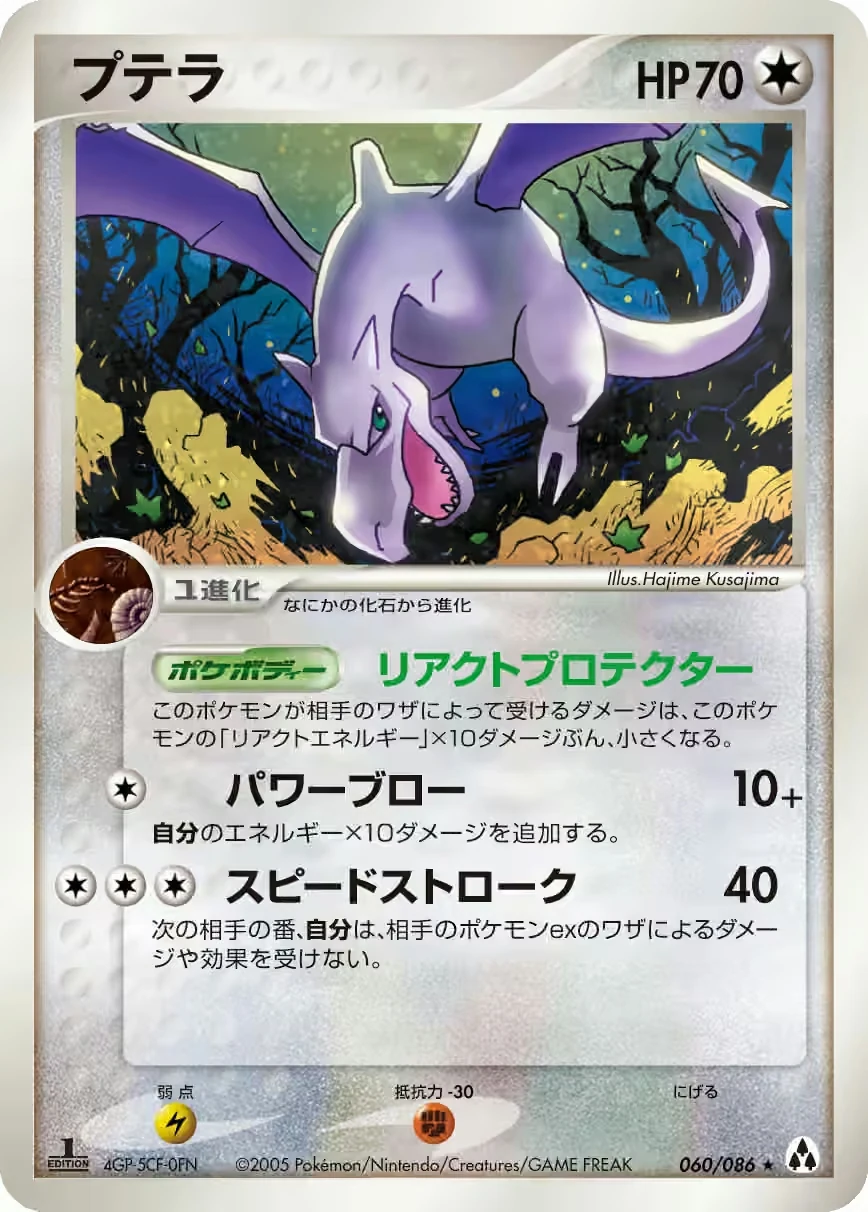 プテラ HP70
Illus.Hajime Kusajima
1進化
なにかの化石から進化
ポケボディー リアクトプロテクター
このポケモンが相手のワザによって受けるダメージは、このポケ
モンの「リアクトエネルギー」×10ダメージぶん、小さくなる。
パワーブロー 10+
自分のエネルギー×10ダメージを追加する。
スピードストローク 40
次の相手の番、自分は、相手のポケモンexのワザによるダメー
ジや効果を受けない。
弱点 抵抗力 -30 にげる
1 EDITION 4GP-5CF-0FN ©2005 Pokémon/Nintendo/Creatures/GAME FREAK 060/086 ★